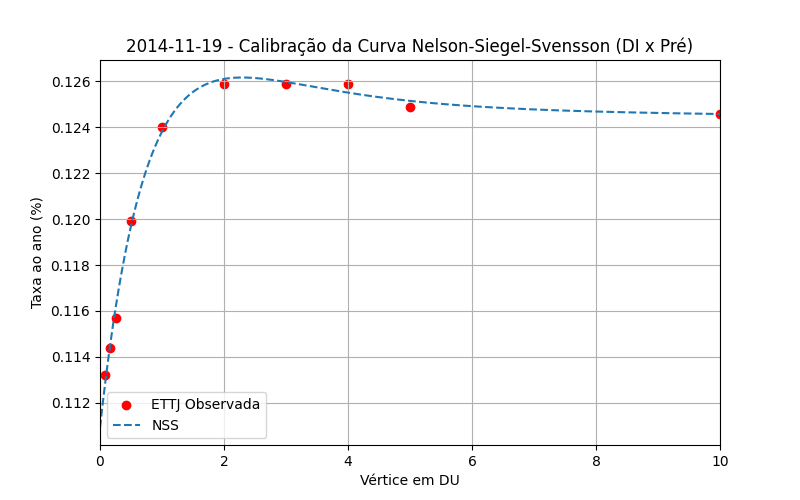 2014-11-19 - Calibração da Curva Nelson-Siegel-Svensson (DI x Pré)
Taxa ao ano (%)
0.126
0.124
0.122
0.120
0.118
0.116
0.114
0.112
ETTJ Observada
NSS
0 2 4 6 8 10
Vértice em DU